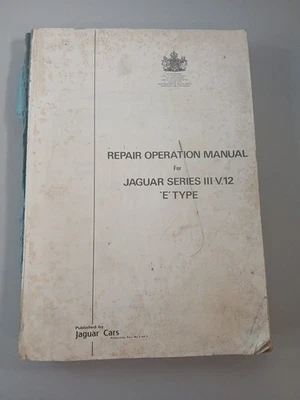 REPAIR OPERATION MANUAL
For
JAGUAR SERIES III V.12
'E' TYPE
Published by
Jaguar Cars